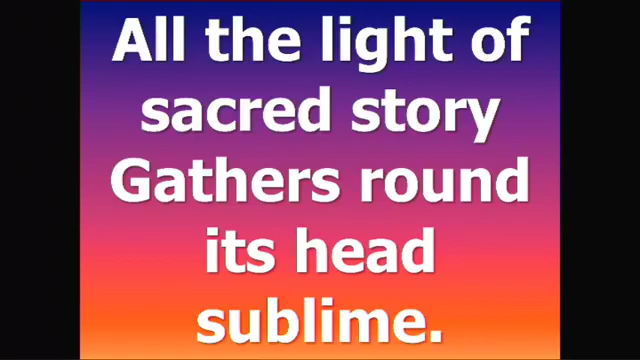 All the light of
sacred story
Gathers round
its head
sublime.